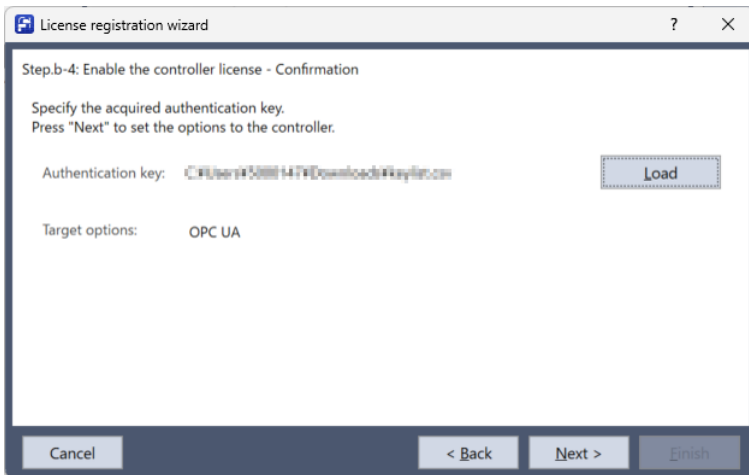 License registration wizard
Step.b-4: Enable the controller license - Confirmation
Specify the acquired authentication key.
Press "Next" to set the options to the controller.
Authentication key:
Load
Target options: OPC UA
Cancel
< Back
Next >
Finish